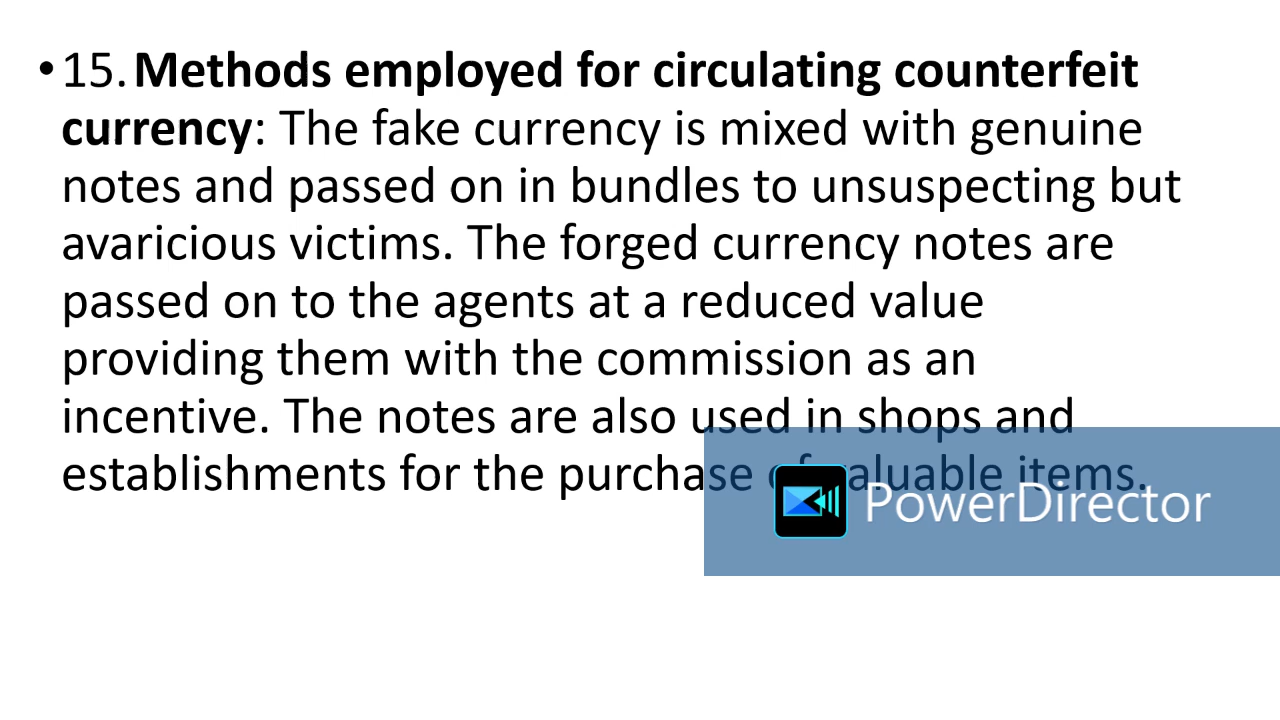 •15. Methods employed for circulating counterfeit
currency: The fake currency is mixed with genuine
notes and passed on in bundles to unsuspecting but
avaricious victims. The forged currency notes are
passed on to the agents at a reduced value
providing them with the commission as an
incentive. The notes are also used in shops and
establishments for the purchase of valuable items.
PowerDirector